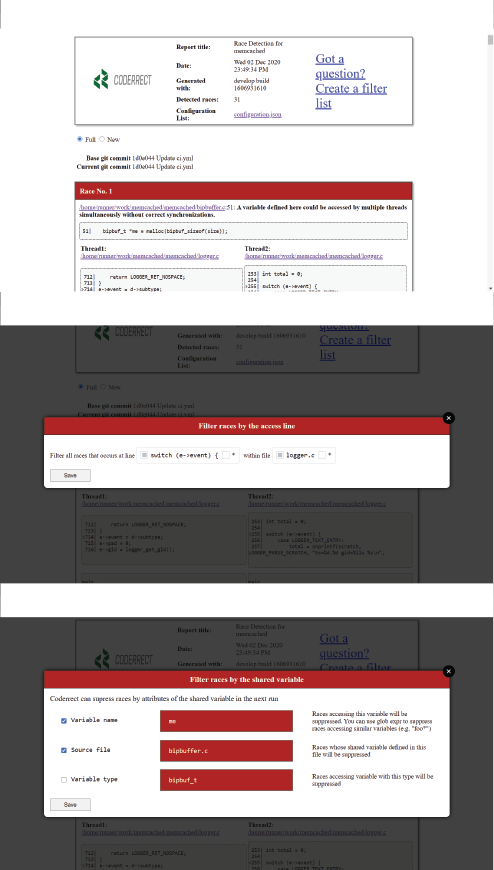 CODERRECT
Report title: Race Detection for
memcached
Date: Wed 02 Dec 2020
23:49:34 PM
Generated
with: develop build
1606931610
Detected races: 31
Configuration
List: configuration.json
Got a
question?
Create a filter
list
Full New
Base git commit 1d0e044 Update ci.yml
Current git commit 1d0e044 Update ci.yml
Race No. 1
/home/runner/work/memcached/memcached/bipbuffer.c:51: A variable defined here could be accessed by multiple threads
simultaneously without correct synchronizations.
51| bipbuf_t *me = malloc(bipbuf_sizeof(size));
Thread1:
/home/runner/work/memcached/memcached/logger.c
712| return LOGGER_RET_NOSPACE;
713| }
>714| e->event = d->subtype;
Thread2:
/home/runner/work/memcached/memcached/logger.c
253| int total = 0;
254|
>255| switch (e->event) {
question?
Create a filter
list
Generated
with: develop build
1606931610
Detected races: 31
Configuration
List: configuration.json
Full New
Base git commit 1d0e044 Update ci.yml
Current git commit 1d0e044 Update ci.yml
Filter races by the access line
Filter all races that occurs at line switch (e->event) { * within file logger.c *
Save
Thread1:
/home/runner/work/memcached/memcached/logger.c
712| return LOGGER_RET_NOSPACE;
713| }
>714| e->event = d->subtype;
715| e->pad = 0;
716| e->gid = logger_get_gid();
Thread2:
/home/runner/work/memcached/memcached/logger.c
253| int total = 0;
254|
>255| switch (e->event) {
256| case LOGGER_TEXT_ENTRY:
257|
CODERRECT
Report title: Race Detection for
memcached
Date: Wed 02 Dec 2020
23:49:34 PM
Generated with: develop build
Got a
question?
Create a filter
Filter races by the shared variable
Coderrect can supress races by attributes of the shared variable in the next run
Variable name me Races accessing this variable will be
suppressed. You can use glob expr to suppress
races accessing similar variables (e.g. "foo*")
Source file bipbuffer.c Races whose shared variable defined in this
file will be suppressed
Variable type bipbuf_t Races accessing variable with this type will be
suppressed
Save
Thread1:
/home/runner/work/memcached/memcached/logger.c
712| return LOGGER_RET_NOSPACE;
713| }
>714| e->event = d->subtype;
Thread2:
/home/runner/work/memcached/memcached/logger.c
253| int total = 0;
254|
>255| switch (e->event) {